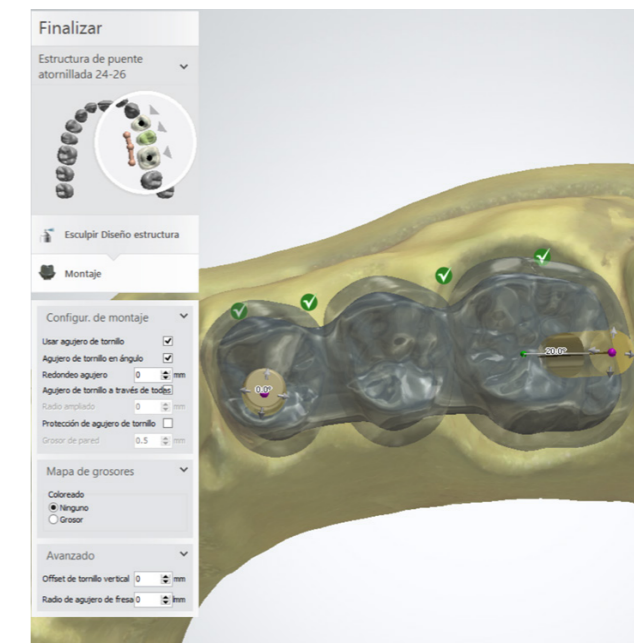 Finalizar
Estructura de puente
atornillada 24-26
Esculpir Diseño estructura
Montaje
Configur. de montaje
Usar agujero de tornillo
Agujero de tornillo en ángulo
Redondeo agujero 0 mm
Agujero de tornillo a través de todas
Radio ampliado 0 mm
Protección de agujero de tornillo
Grosor de pared 0.5 mm
Mapa de grosores
Coloreado
Ninguno
Grosor
Avanzado
Offset de tornillo vertical 0 mm
Radio de agujero de fresa 0 mm
0.0°
20.0°